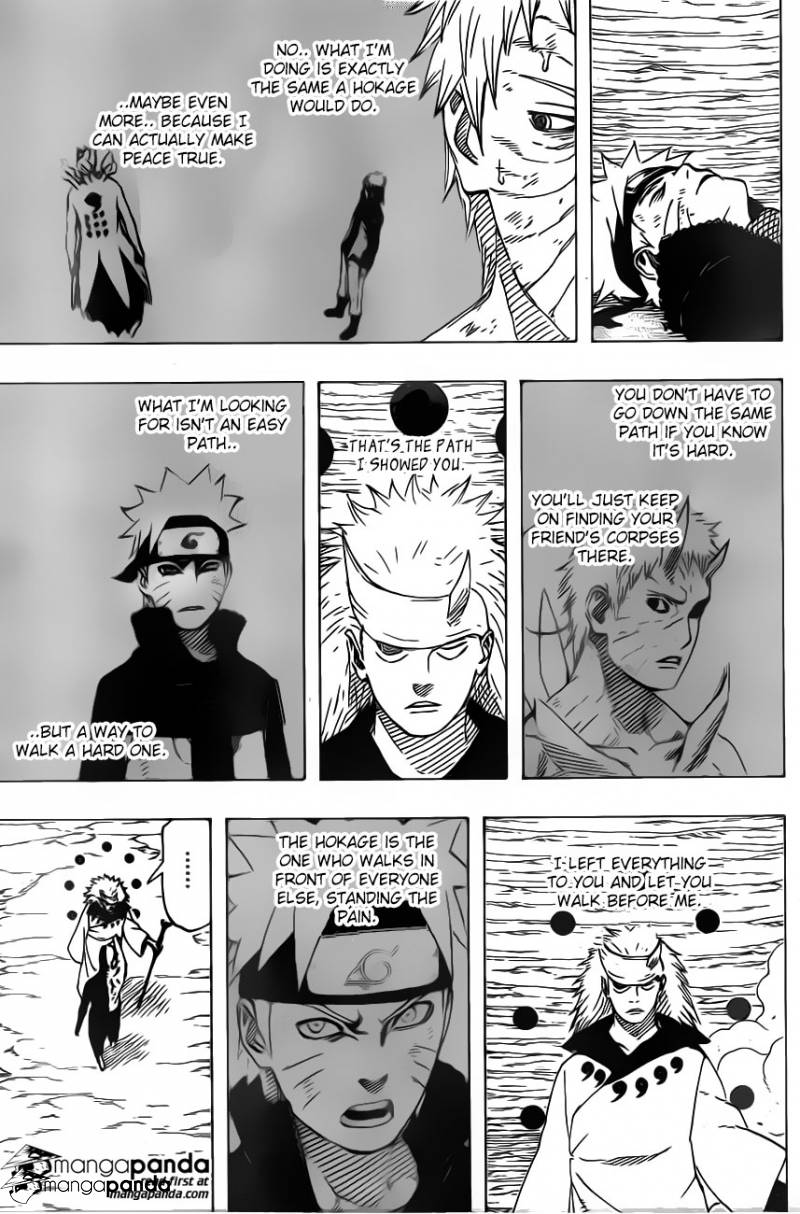 NO.. WHAT I'M
DOING IS EXACTLY
THE SAME A HOKAGE
WOULD DO.
..MAYBE EVEN
MORE.. BECAUSE I
CAN ACTUALLY MAKE
PEACE TRUE.
YOU DON'T HAVE TO
GO DOWN THE SAME
PATH IF YOU KNOW
IT'S HARD.
YOU'LL JUST KEEP
ON FINDING YOUR
FRIEND'S CORPSES
THERE.
THAT'S THE PATH
I SHOWED YOU.
WHAT I'M LOOKING
FOR ISN'T AN EASY
PATH..
..BUT A WAY TO
WALK A HARD ONE.
I LEFT EVERYTHING
TO YOU AND LET YOU
WALK BEFORE ME.
THE HOKAGE IS THE
ONE WHO WALKS IN
FRONT OF EVERYONE
ELSE, STANDING THE
PAIN.
......
mangapanda
mangapanda
read first at
mangapanda.com